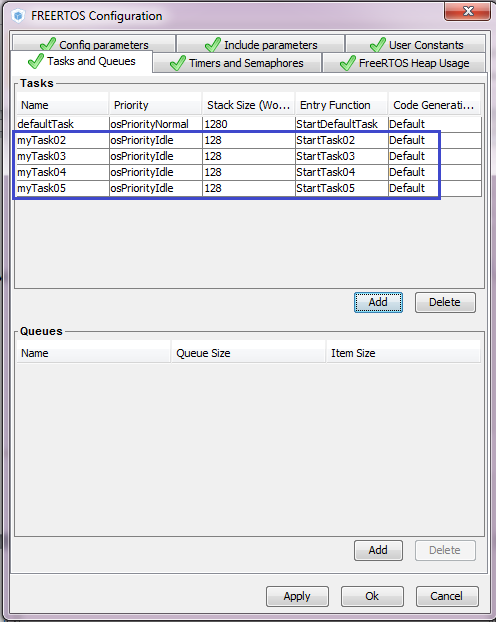 FREERTOS Configuration
Config parameters Include parameters User Constants
Tasks and Queues Timers and Semaphores FreeRTOS Heap Usage
Tasks
Name Priority Stack Size (Wo... Entry Function Code Generati...
defaultTask osPriorityNormal 1280 StartDefaultTask Default
myTask02 osPriorityIdle 128 StartTask02 Default
myTask03 osPriorityIdle 128 StartTask03 Default
myTask04 osPriorityIdle 128 StartTask04 Default
myTask05 osPriorityIdle 128 StartTask05 Default
Add Delete
Queues
Name Queue Size Item Size
Add Delete
Apply Ok Cancel